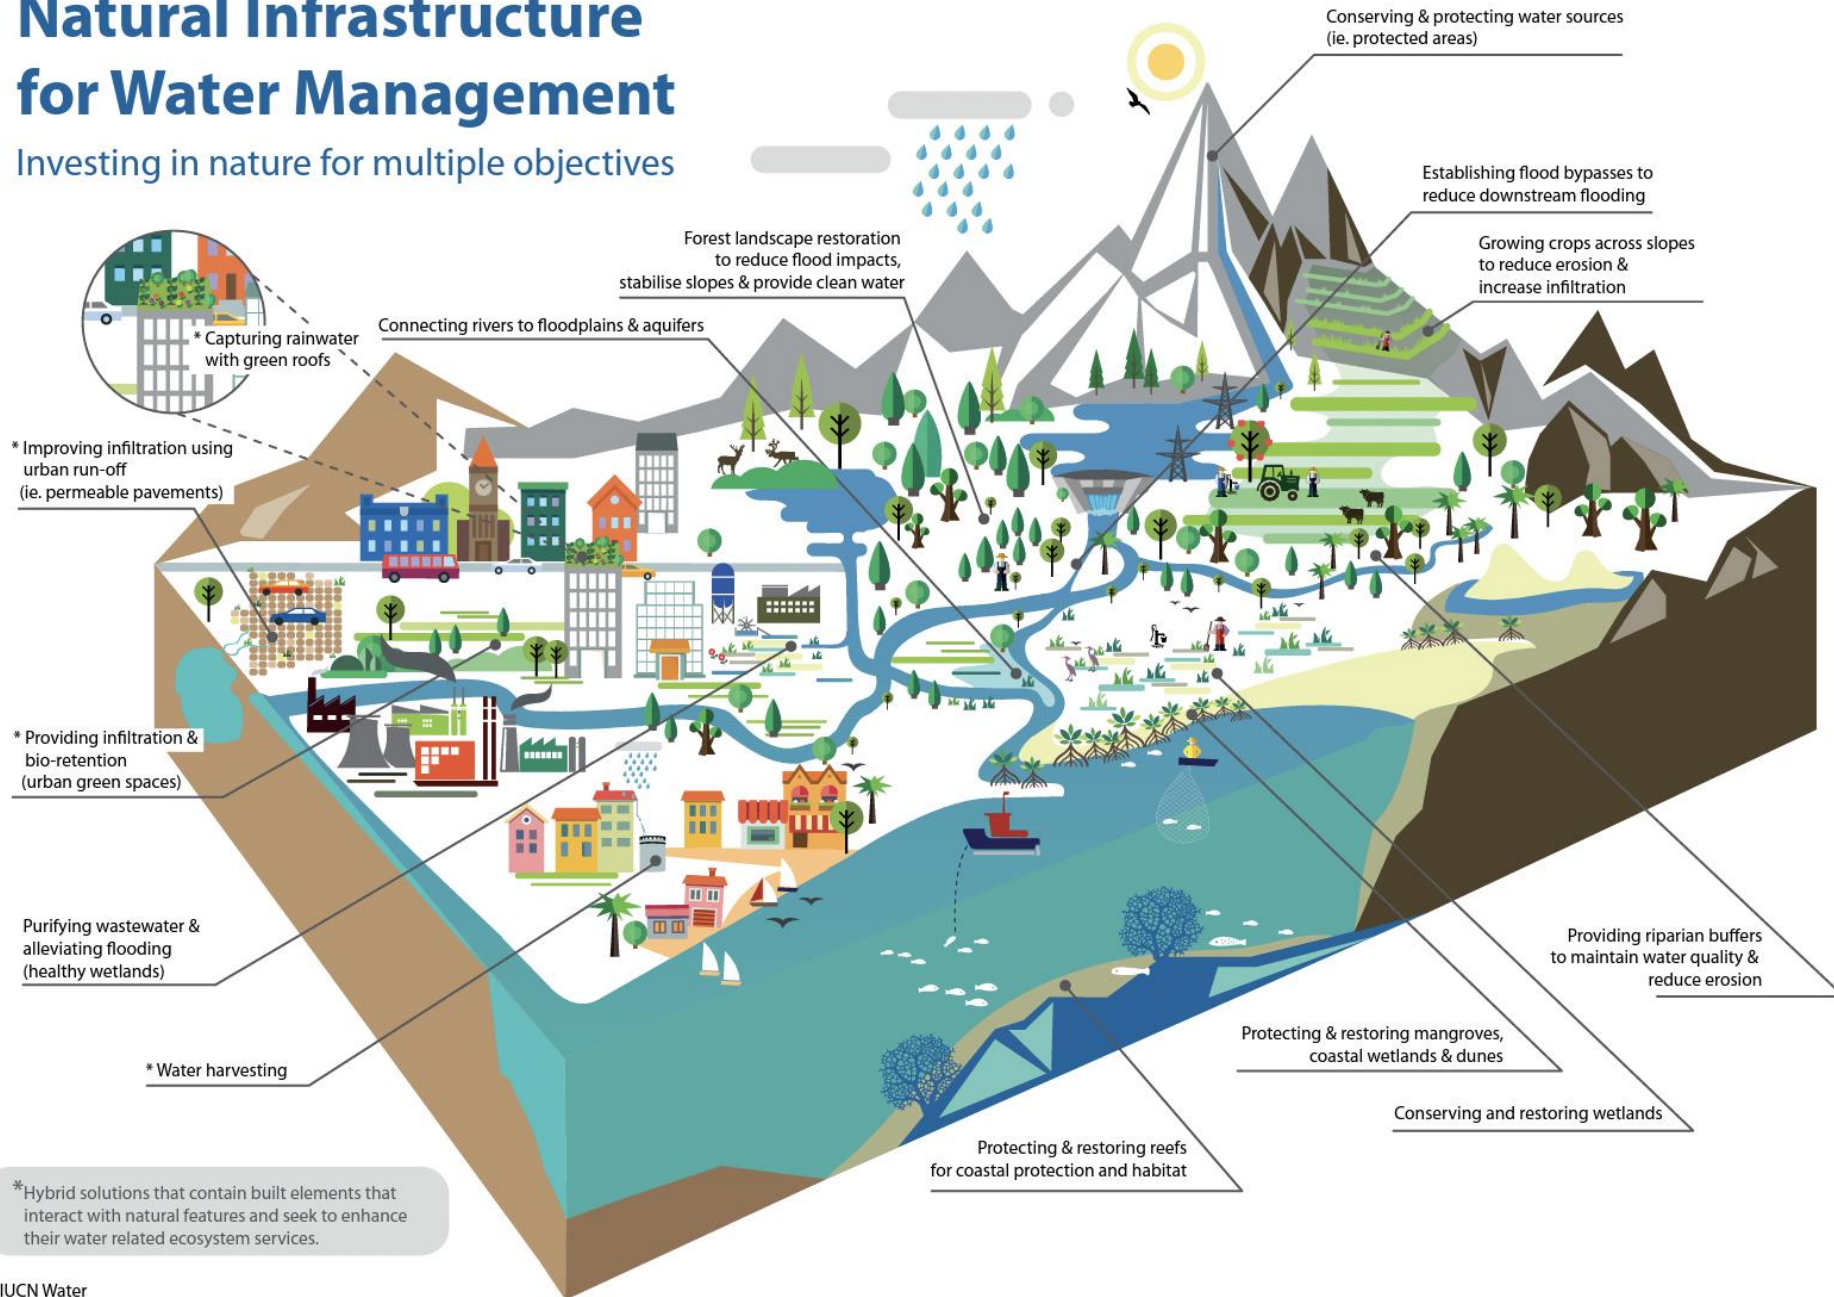 Natural Infrastructure
for Water Management
Investing in nature for multiple objectives
Conserving & protecting water sources
(ie. protected areas)
Establishing flood bypasses to
reduce downstream flooding
Growing crops across slopes
to reduce erosion &
increase infiltration
Forest landscape restoration
to reduce flood impacts,
stabilise slopes & provide clean water
Connecting rivers to floodplains & aquifers
* Capturing rainwater
with green roofs
* Improving infiltration using
urban run-off
(ie. permeable pavements)
* Providing infiltration &
bio-retention
(urban green spaces)
Purifying wastewater &
alleviating flooding
(healthy wetlands)
* Water harvesting
Providing riparian buffers
to maintain water quality &
reduce erosion
Protecting & restoring mangroves,
coastal wetlands & dunes
Conserving and restoring wetlands
Protecting & restoring reefs
for coastal protection and habitat
*Hybrid solutions that contain built elements that
interact with natural features and seek to enhance
their water related ecosystem services.
IUCN Water